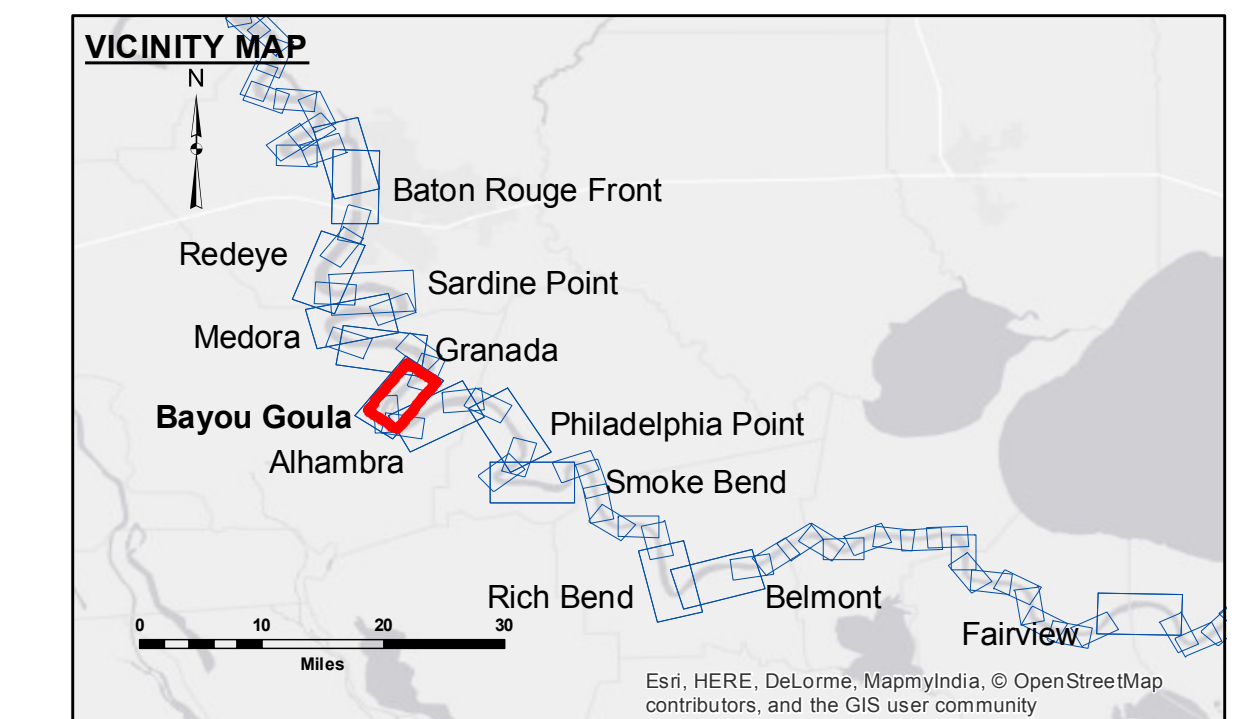 VICINITY MAP
N
Baton Rouge Front
Redeye
Sardine Point
Medora
Granada
Bayou Goula
Philadelphia Point
Alhambra
Smoke Bend
Rich Bend
Belmont
Fairview
0 10 20 30
Miles
Esri, HERE, DeLorme, MapmyIndia, © OpenStreetMap
contributors, and the GIS user community